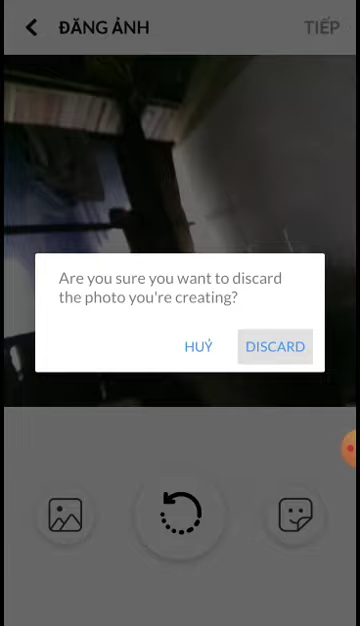 ĐĂNG ẢNH
TIẾP
Are you sure you want to discard
the photo you're creating?
HUỶ
DISCARD